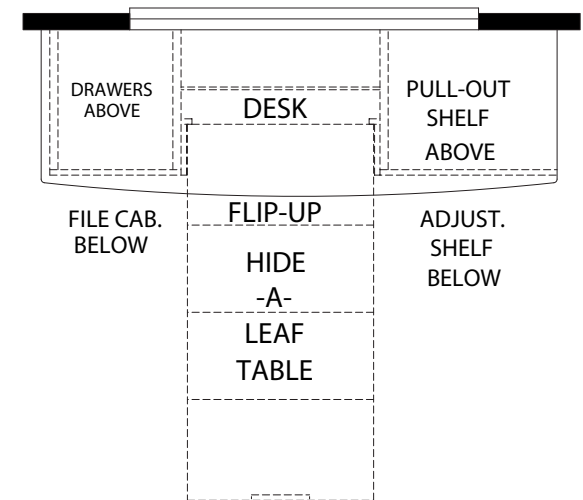 DRAWERS
ABOVE
DESK
PULL-OUT
SHELF
ABOVE
FILE CAB.
BELOW
FLIP-UP
HIDE
-A-
LEAF
TABLE
ADJUST.
SHELF
BELOW